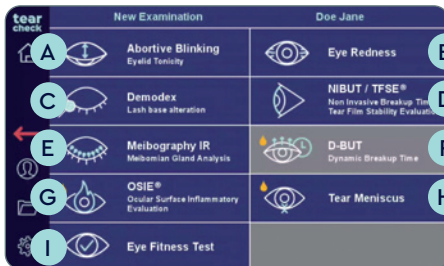 tear
check
New Examination
Doe Jane
A
Abortive Blinking
Eyelid Tonicity
Eye Redness
C
Demodex
Lash base alteration
NIBUT / TFSE®
Non Invasive Breakup
Tear Film Stability
E
Meibography IR
Meibomian Gland Analysis
D-BUT
Dynamic Breakup Time
G
OSIE®
Ocular Surface Inflammatory
Evaluation
Tear Meniscus
H
I
Eye Fitness Test